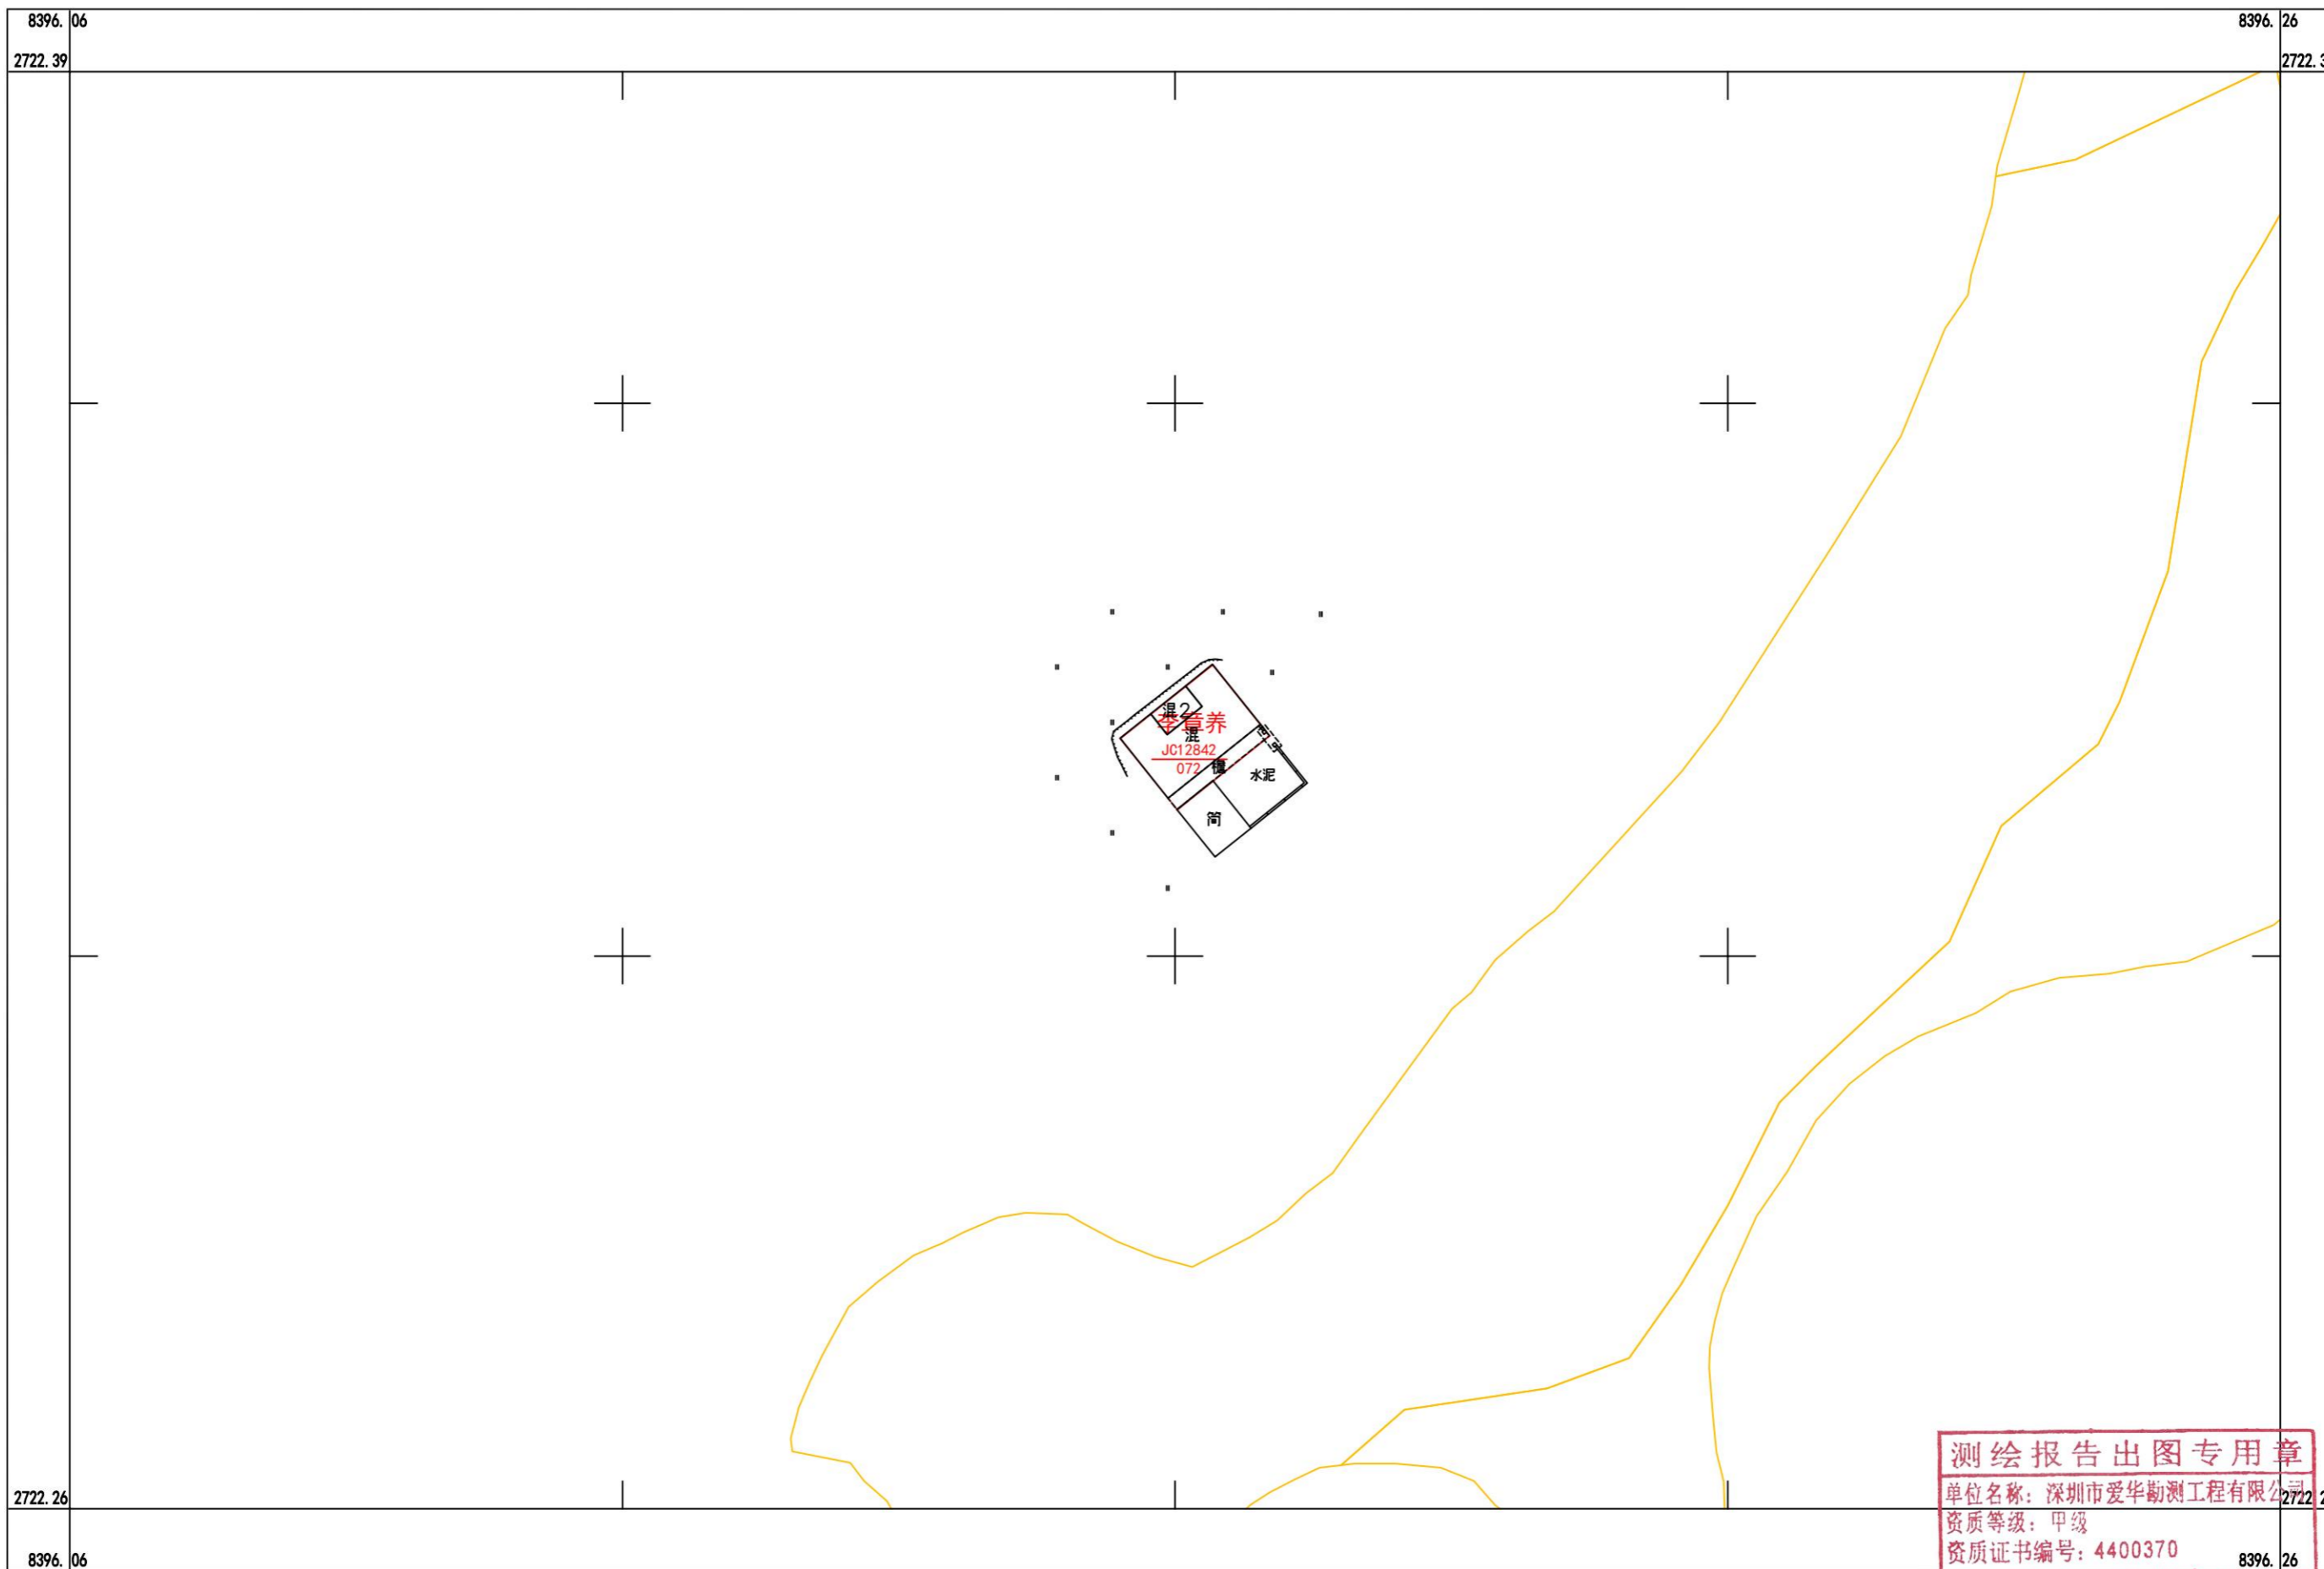 8396. 06
8396. 26
2722. 39
2722. 3
混2
李章养
混
JC12842
072
水泥
简
2722. 26
2722. 2
8396. 06
8396. 26
测绘报告出图专用章
单位名称: 深圳市爱华勘测工程有限公司
资质等级: 甲级
资质证书编号: 4400370